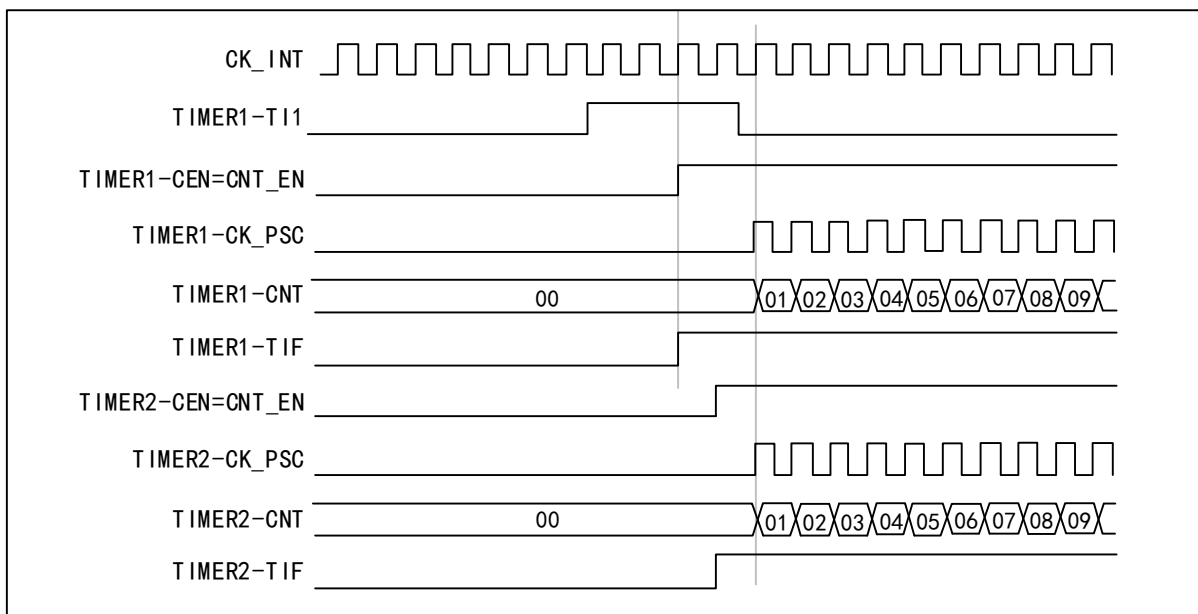 CK_INT
TIMER1-TI1
TIMER1-CEN=CNT_EN
TIMER1-CK_PSC
TIMER1-CNT 00 01 02 03 04 05 06 07 08 09
TIMER1-TIF
TIMER2-CEN=CNT_EN
TIMER2-CK_PSC
TIMER2-CNT 00 01 02 03 04 05 06 07 08 09
TIMER2-TIF